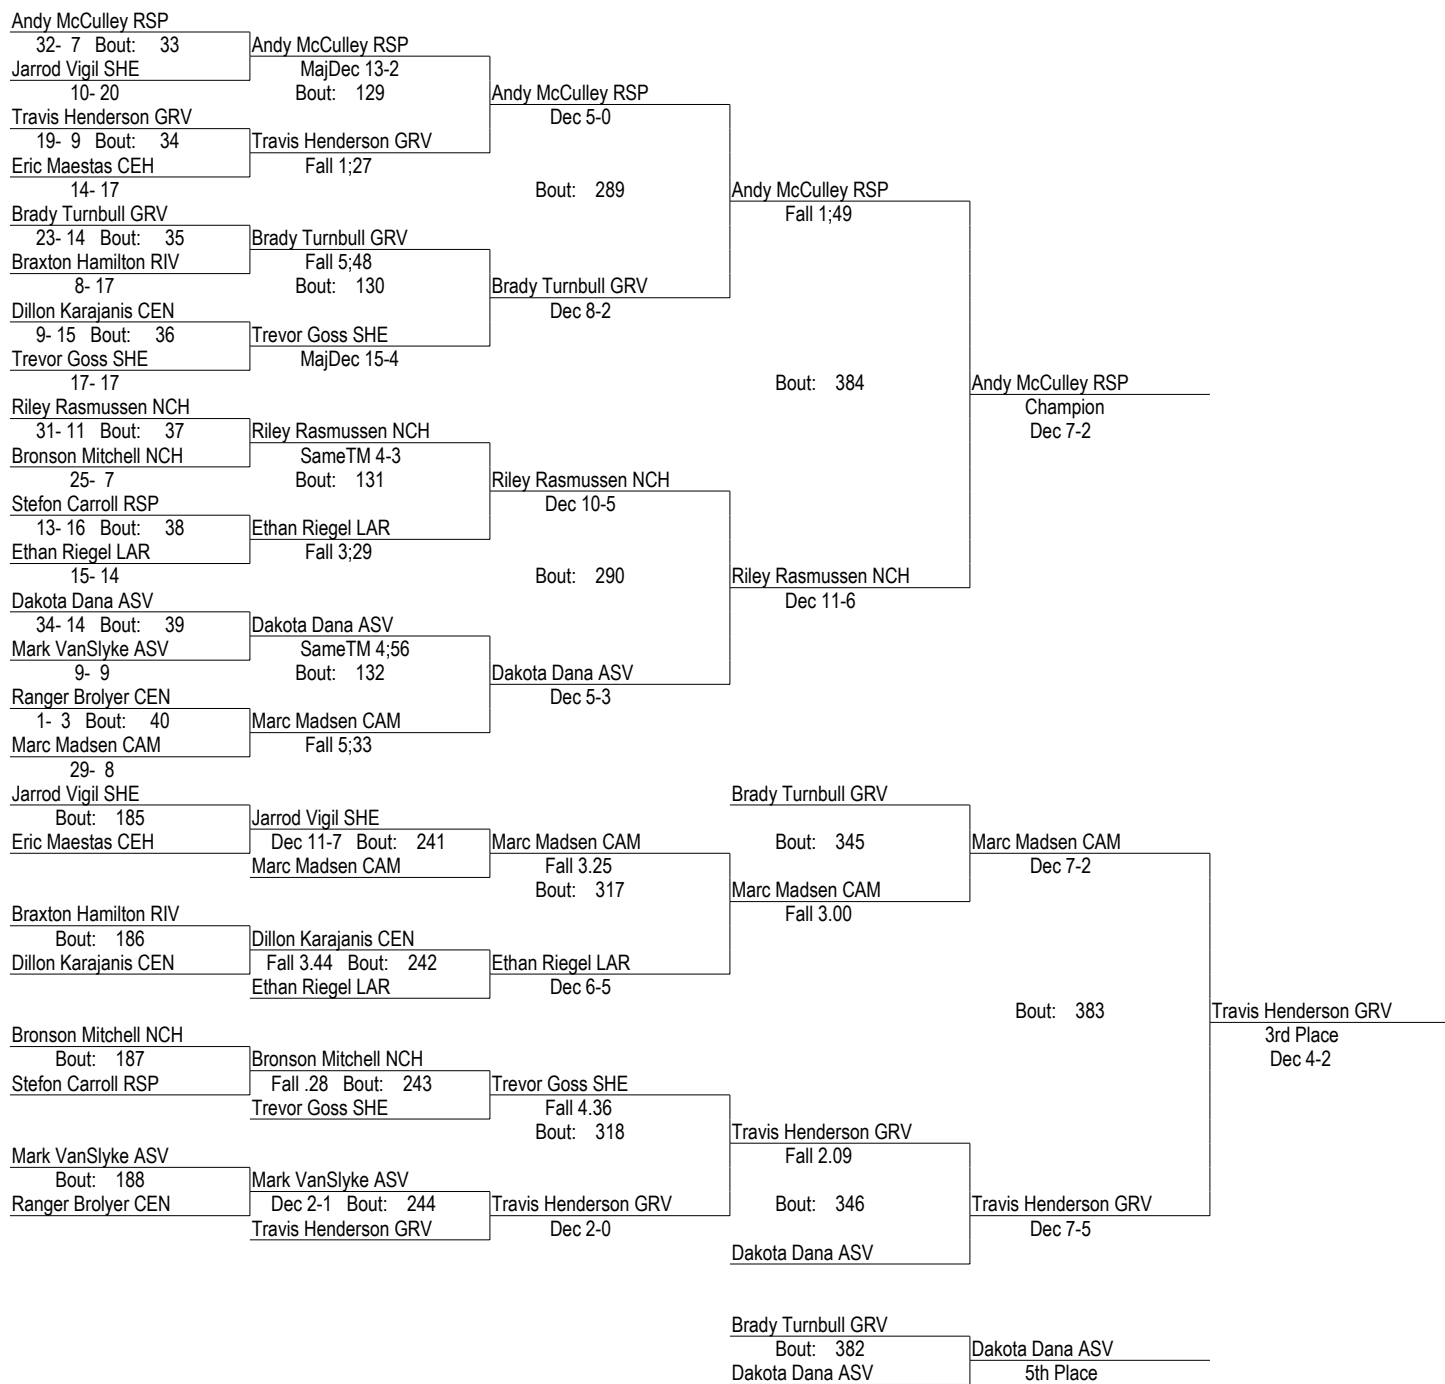 Andy McCulley RSP
32- 7 Bout: 33
Andy McCulley RSP
Jarrod Vigil SHE
MajDec 13-2
10- 20
Bout: 129
Andy McCulley RSP
Travis Henderson GRV
Dec 5-0
19- 9 Bout: 34
Travis Henderson GRV
Eric Maestas CEH
Fall 1;27
14- 17
Bout: 289
Andy McCulley RSP
Brady Turnbull GRV
Fall 1;49
23- 14 Bout: 35
Brady Turnbull GRV
Braxton Hamilton RIV
Fall 5;48
8- 17
Bout: 130
Brady Turnbull GRV
Dillon Karajanis CEN
Dec 8-2
9- 15 Bout: 36
Trevor Goss SHE
Trevor Goss SHE
MajDec 15-4
17- 17
Bout: 384
Andy McCulley RSP
Riley Rasmussen NCH
Champion
31- 11 Bout: 37
Riley Rasmussen NCH
Dec 7-2
Bronson Mitchell NCH
SameTM 4-3
25- 7
Bout: 131
Riley Rasmussen NCH
Stefon Carroll RSP
Dec 10-5
13- 16 Bout: 38
Ethan Riegel LAR
Ethan Riegel LAR
Fall 3;29
15- 14
Bout: 290
Riley Rasmussen NCH
Dakota Dana ASV
Dec 11-6
34- 14 Bout: 39
Dakota Dana ASV
Mark VanSlyke ASV
SameTM 4;56
9- 9
Bout: 132
Dakota Dana ASV
Ranger Brolyer CEN
Dec 5-3
1- 3 Bout: 40
Marc Madsen CAM
Marc Madsen CAM
Fall 5;33
29- 8
Jarrod Vigil SHE
Brady Turnbull GRV
Bout: 185
Jarrod Vigil SHE
Eric Maestas CEH
Dec 11-7 Bout: 241
Marc Madsen CAM
Bout: 345
Marc Madsen CAM
Marc Madsen CAM
Fall 3.25
Dec 7-2
Bout: 317
Marc Madsen CAM
Braxton Hamilton RIV
Fall 3.00
Bout: 186
Dillon Karajanis CEN
Dillon Karajanis CEN
Fall 3.44 Bout: 242
Ethan Riegel LAR
Ethan Riegel LAR
Dec 6-5
Bout: 383
Travis Henderson GRV
Bronson Mitchell NCH
3rd Place
Bout: 187
Bronson Mitchell NCH
Dec 4-2
Stefon Carroll RSP
Fall .28 Bout: 243
Trevor Goss SHE
Trevor Goss SHE
Fall 4.36
Bout: 318
Travis Henderson GRV
Mark VanSlyke ASV
Fall 2.09
Bout: 188
Mark VanSlyke ASV
Ranger Brolyer CEN
Dec 2-1 Bout: 244
Travis Henderson GRV
Bout: 346
Travis Henderson GRV
Travis Henderson GRV
Dec 2-0
Dec 7-5
Dakota Dana ASV
Brady Turnbull GRV
Bout: 382
Dakota Dana ASV
Dakota Dana ASV
5th Place